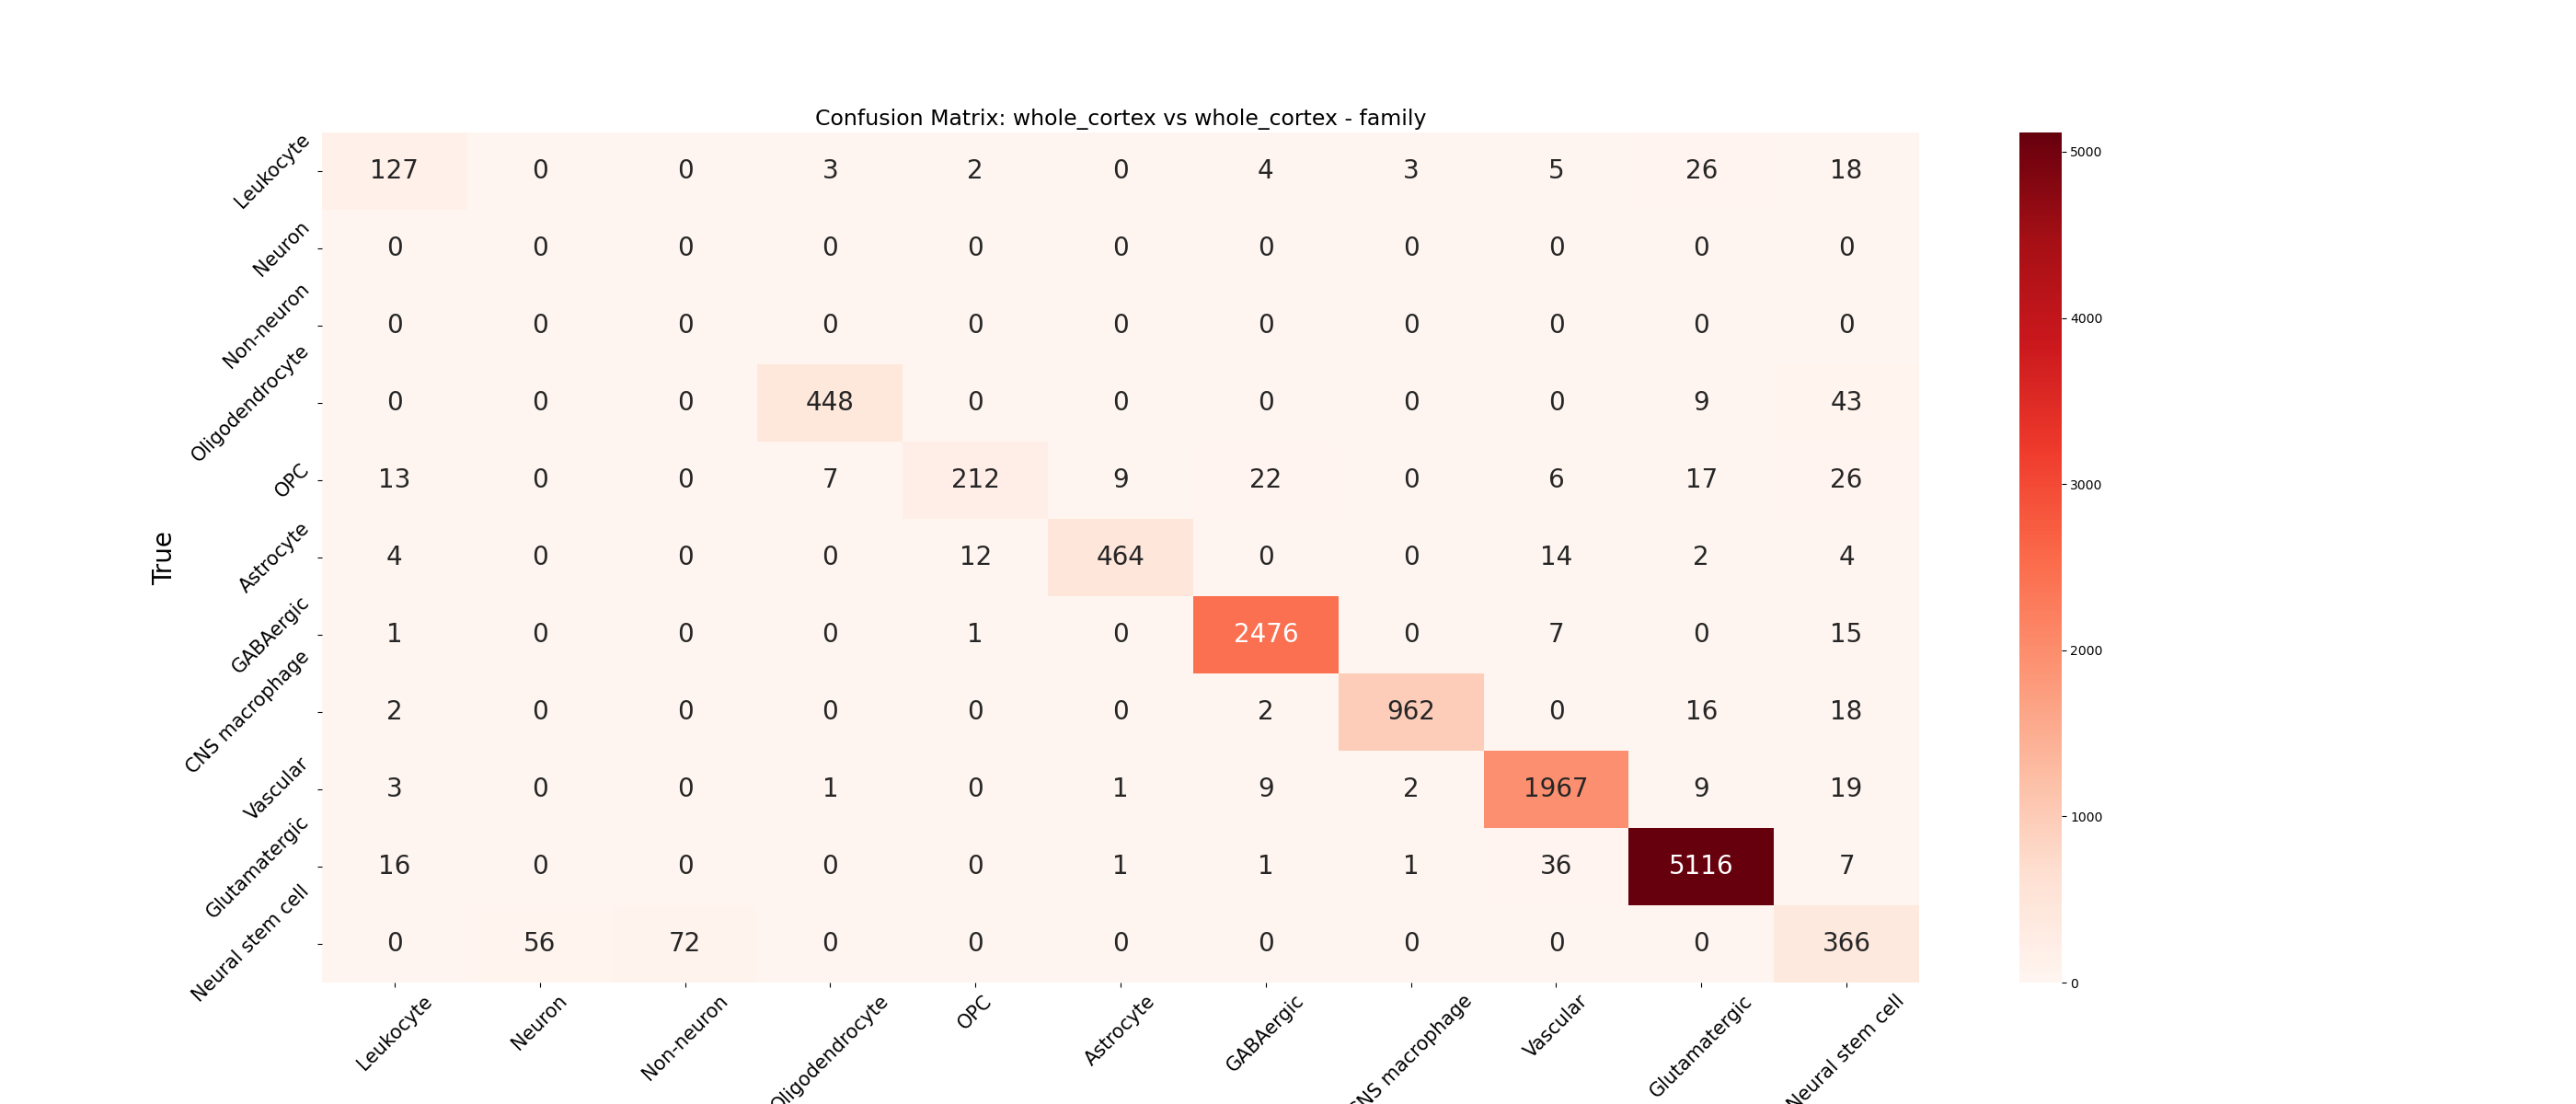 Confusion Matrix: whole_cortex vs whole_cortex - family
Leukocyte 127 0 0 3 2 0 4 3 5 26 18
Neuron 0 0 0 0 0 0 0 0 0 0 0
Non-neuron 0 0 0 0 0 0 0 0 0 0 0
Oligodendrocyte 0 0 0 448 0 0 0 0 0 9 43
OPC 13 0 0 7 212 9 22 0 6 17 26
Astrocyte 4 0 0 0 12 464 0 0 14 2 4
GABAergic 1 0 0 0 1 0 2476 0 7 0 15
CNS macrophage 2 0 0 0 0 0 2 962 0 16 18
Vascular 3 0 0 1 0 1 9 2 1967 9 19
Glutamatergic 16 0 0 0 0 1 1 1 36 5116 7
Neural stem cell 0 56 72 0 0 0 0 0 0 0 366
True
Leukocyte Neuron Non-neuron Oligodendrocyte OPC Astrocyte GABAergic CNS macrophage Vascular Glutamatergic Neural stem cell
5000
4000
3000
2000
1000
0